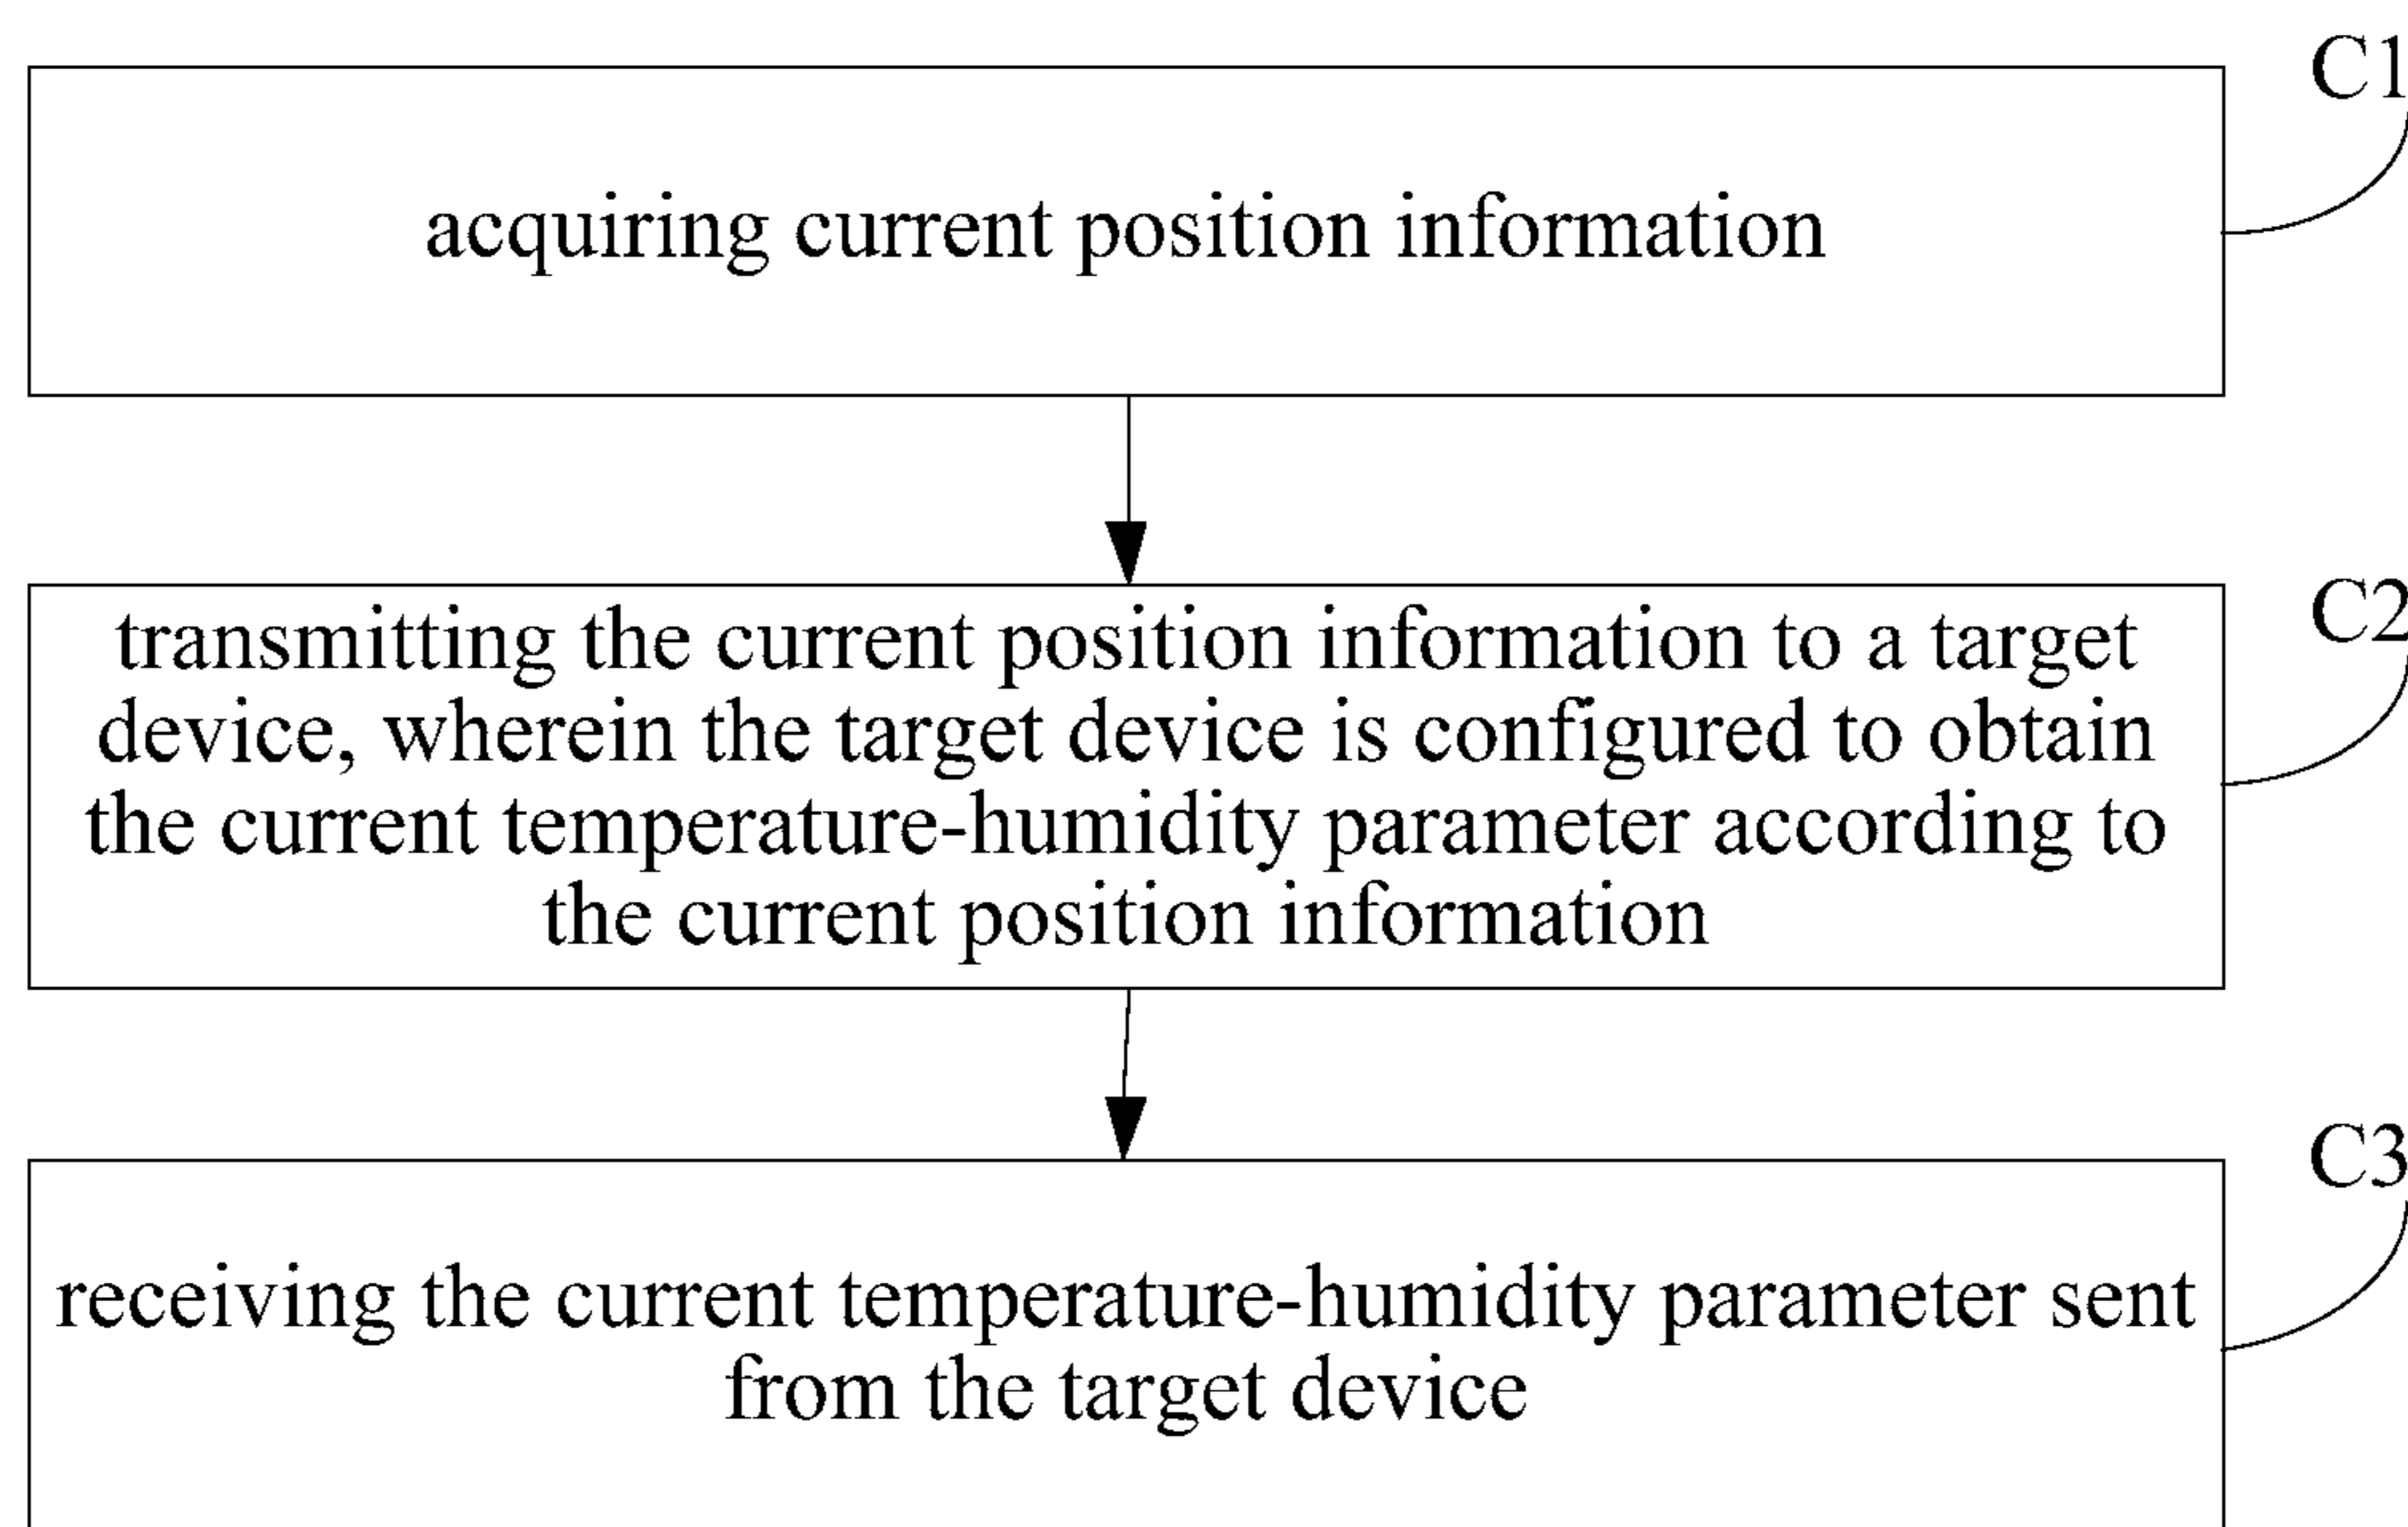 C1
acquiring current position information
C2
transmitting the current position information to a target
device, wherein the target device is configured to obtain
the current temperature-humidity parameter according to
the current position information
C3
receiving the current temperature-humidity parameter sent
from the target device